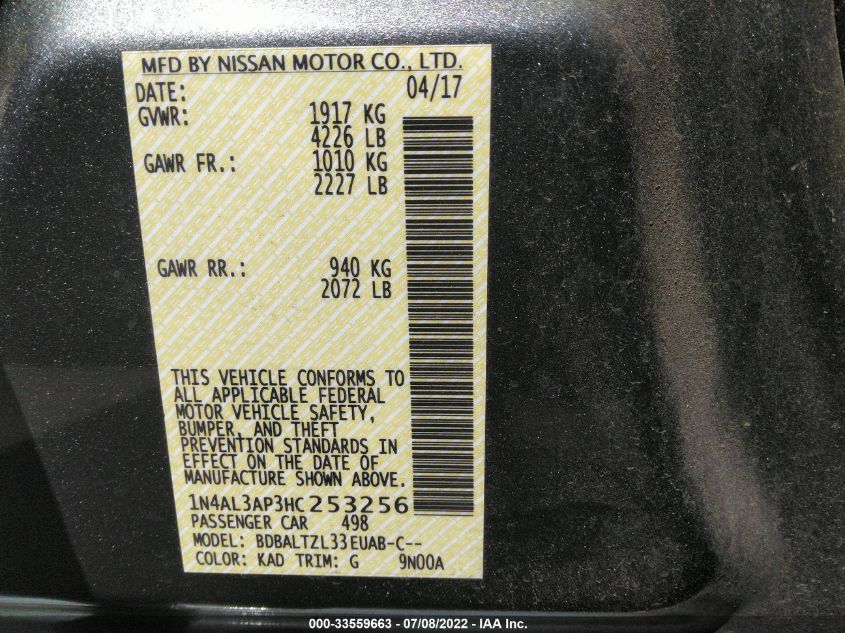 MFD BY NISSAN MOTOR CO., LTD.
DATE: 04/17
GVWR: 1917 KG
4226 LB
GAWR FR.: 1010 KG
2227 LB
GAWR RR.: 940 KG
2072 LB
THIS VEHICLE CONFORMS TO
ALL APPLICABLE FEDERAL
MOTOR VEHICLE SAFETY,
BUMPER, AND THEFT
PREVENTION STANDARDS IN
EFFECT ON THE DATE OF
MANUFACTURE SHOWN ABOVE.
1N4AL3AP3HC253256
PASSENGER CAR 498
MODEL: BDBALTZL33EUAB-C--
COLOR: KAD TRIM: G 9N00A
000-33559663 - 07/08/2022 - IAA Inc.